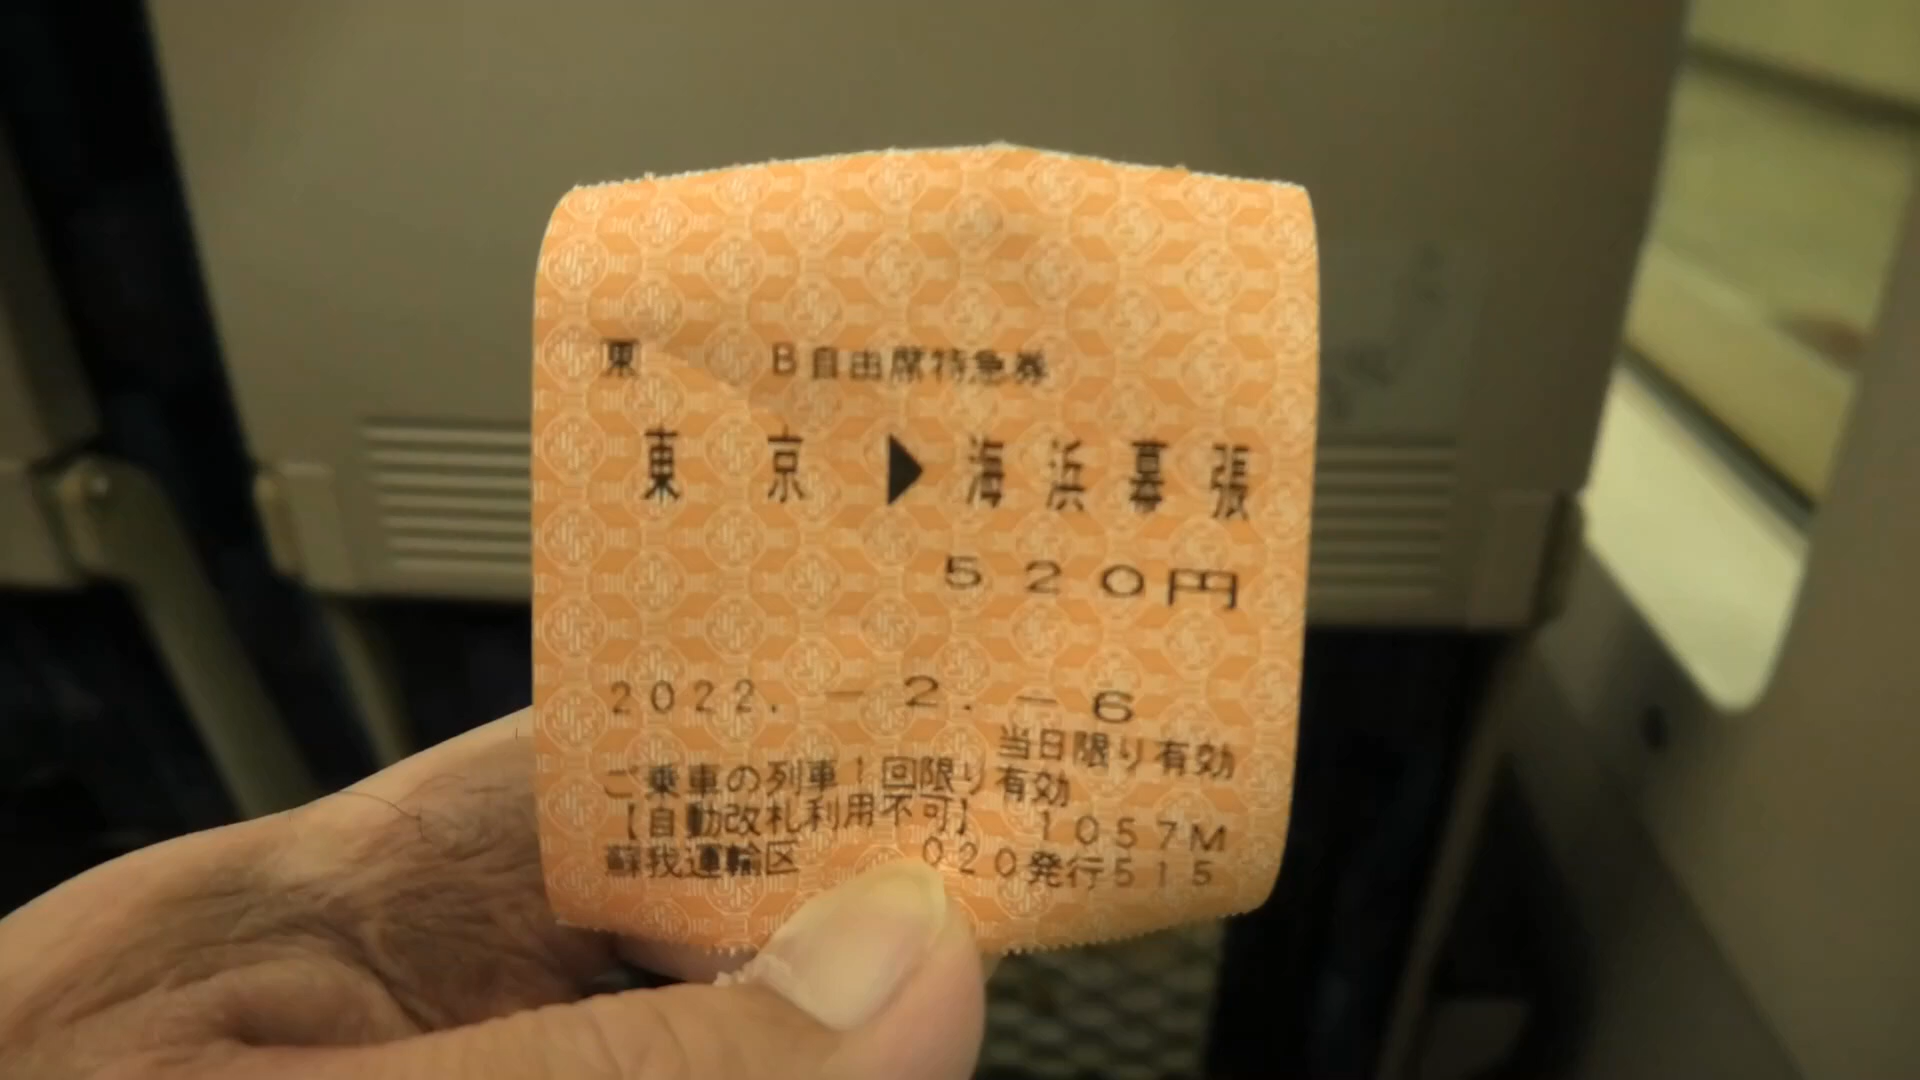 東 B自由席特急券
東京▶海浜幕張
520円
2022.-2.-6
当日限り有効
ご乗車の列車1回限り有効
【自動改札利用不可】 1057M
蘇我運輸区 020発行515